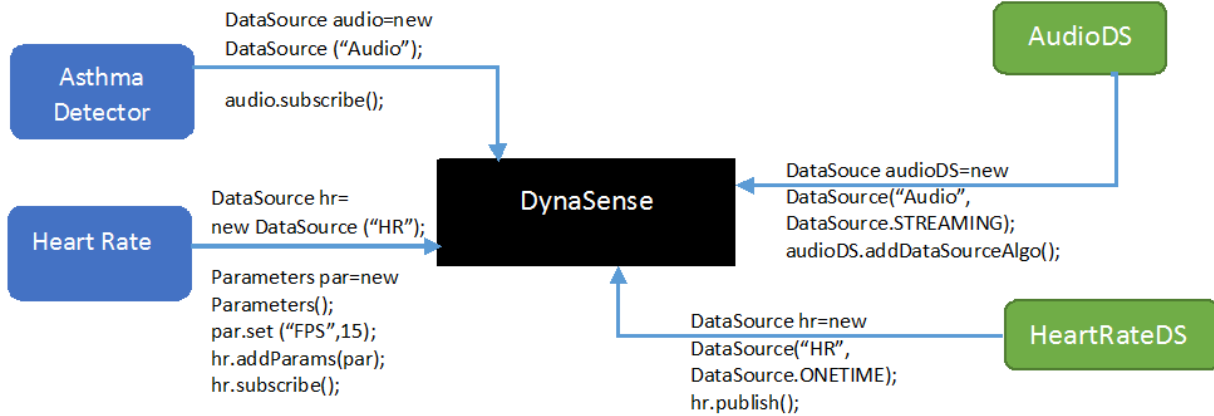 DataSource audio=new
DataSource (“Audio”);
audio.subscribe();
Asthma
Detector
AudioDS
DynaSense
DataSouce audioDS=new
DataSource(“Audio”,
DataSource.STREAMING);
audioDS.addDataSourceAlgo();
Heart Rate
DataSource hr=
new DataSource (“HR”);
Parameters par=new
Parameters();
par.set (“FPS”,15);
hr.addParams(par);
hr.subscribe();
DataSource hr=new
DataSource(“HR”,
DataSource.ONETIME);
hr.publish();
HeartRateDS